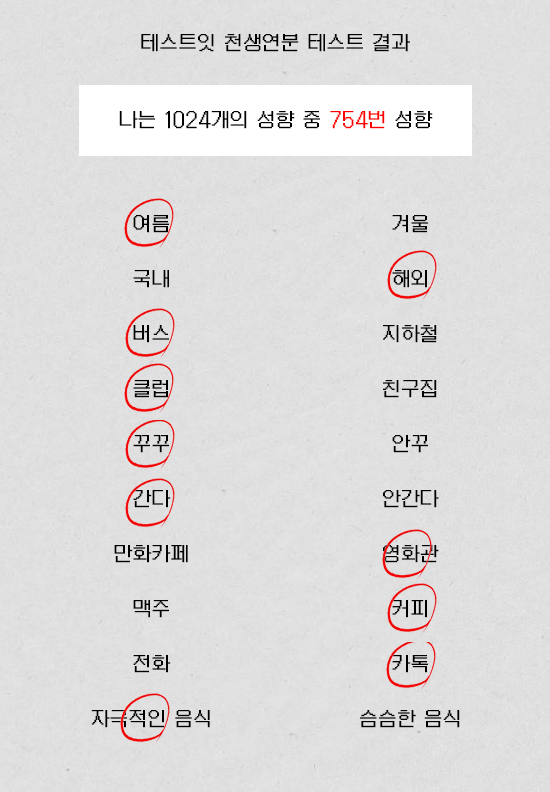 테스트잇 천생연분 테스트 결과
나는 1024개의 성향 중 754번 성향
여름 겨울
국내 해외
버스 지하철
클럽 친구집
꾸꾸 안꾸
간다 안간다
만화카페 영화관
맥주 커피
전화 카톡
자극적인 음식 슴슴한 음식